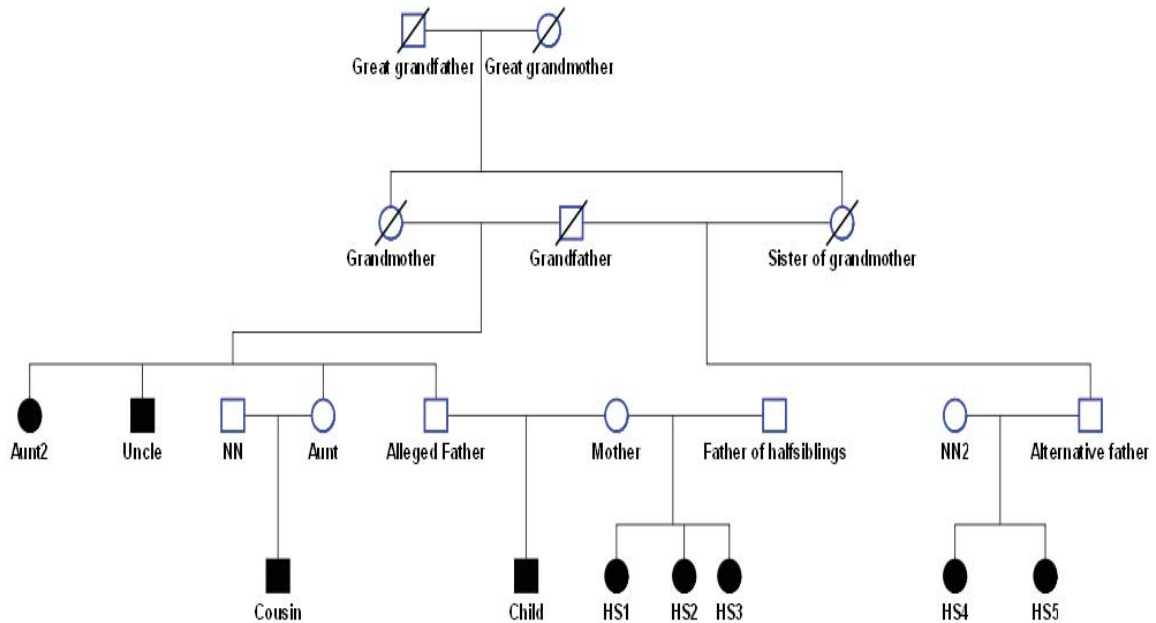 Great grandfather Great grandmother
Grandmother Grandfather Sister of grandmother
Aunt2 Uncle NN Aunt Alleged Father Mother Father of halfsiblings NN2 Alternative father
Cousin Child HS1 HS2 HS3 HS4 HS5